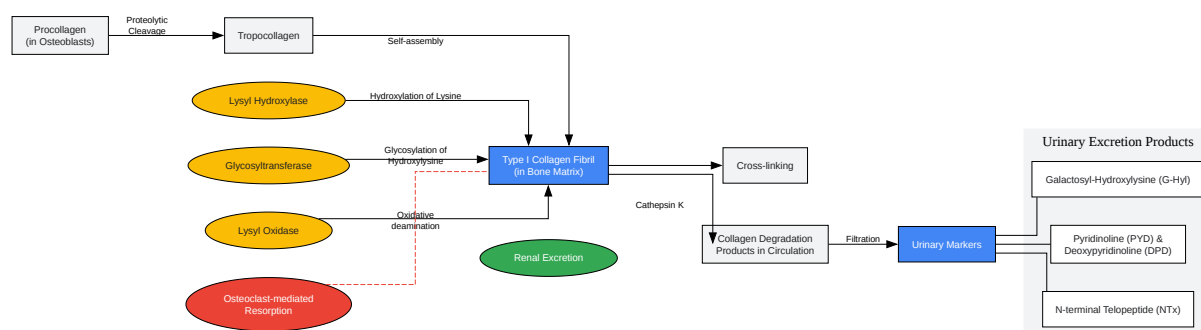 Procollagen
(in Osteoblasts)
Proteolytic
Cleavage
Tropocollagen
Self-assembly
Lysyl Hydroxylase
Hydroxylation of Lysine
Glycosyltransferase
Glycosylation of
Hydroxylysine
Type I Collagen Fibril
(in Bone Matrix)
Cross-linking
Cathepsin K
Lysyl Oxidase
Oxidative
deamination
Renal Excretion
Osteoclast-mediated
Resorption
Collagen Degradation
Products in Circulation
Filtration
Urinary Markers
Urinary Excretion Products
Galactosyl-Hydroxylysine (G-Hyl)
Pyridinoline (PYD) &
Deoxypyridinoline (DPD)
N-terminal Telopeptide (NTx)